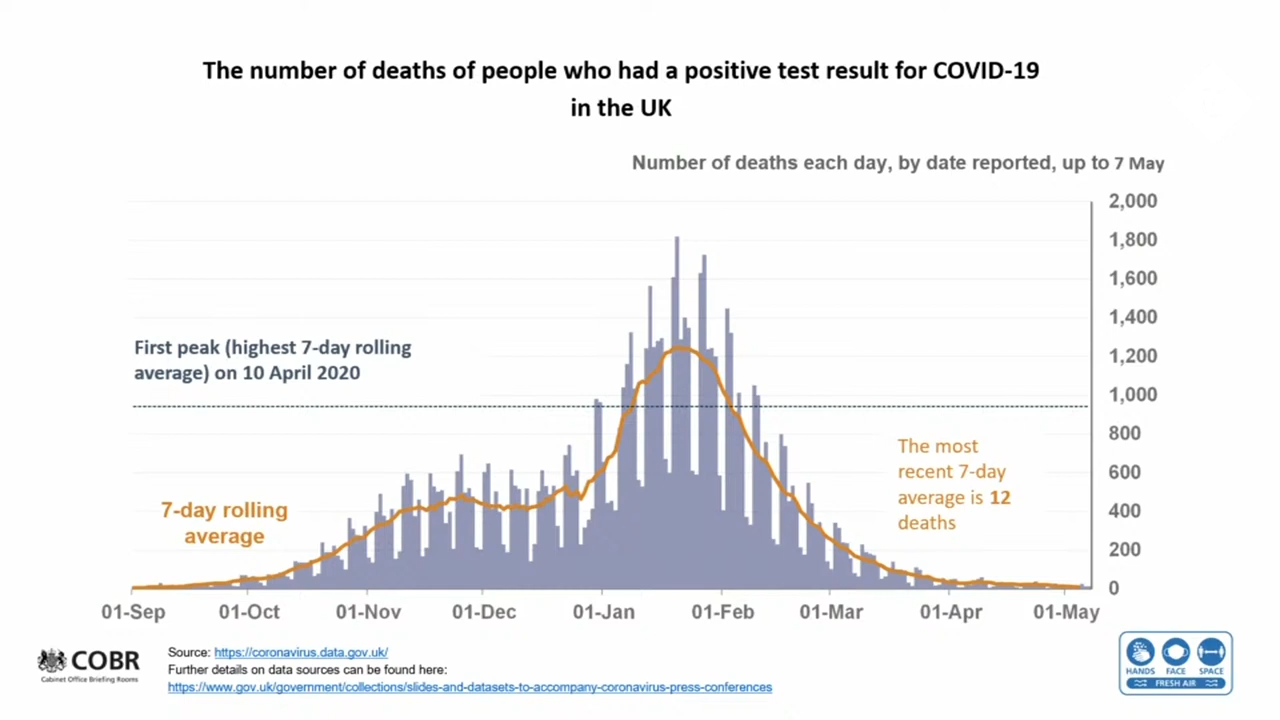 The number of deaths of people who had a positive test result for COVID-19
in the UK
Number of deaths each day, by date reported, up to 7 May
2,000
1,800
1,600
1,400
1,200
1,000
800
600
400
200
0
First peak (highest 7-day rolling
average) on 10 April 2020
The most
recent 7-day
average is 12
deaths
7-day rolling
average
01-Sep 01-Oct 01-Nov 01-Dec 01-Jan 01-Feb 01-Mar 01-Apr 01-May
COBR
Cabinet Office Briefing Rooms
Source: https://coronavirus.data.gov.uk/
Further details on data sources can be found here:
https://www.gov.uk/government/collections/slides-and-datasets-to-accompany-coronavirus-press-conferences
HANDS FACE SPACE
FRESH AIR